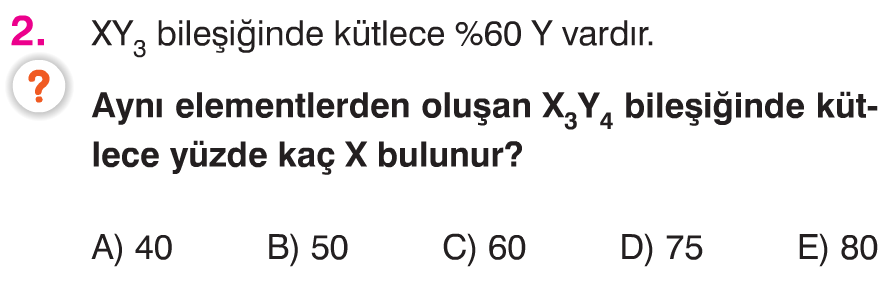 2. XY₃ bileşiğinde kütlece %60 Y vardır.
?
Aynı elementlerden oluşan X₃Y₄ bileşiğinde küt-
lece yüzde kaç X bulunur?
A) 40 B) 50 C) 60 D) 75 E) 80